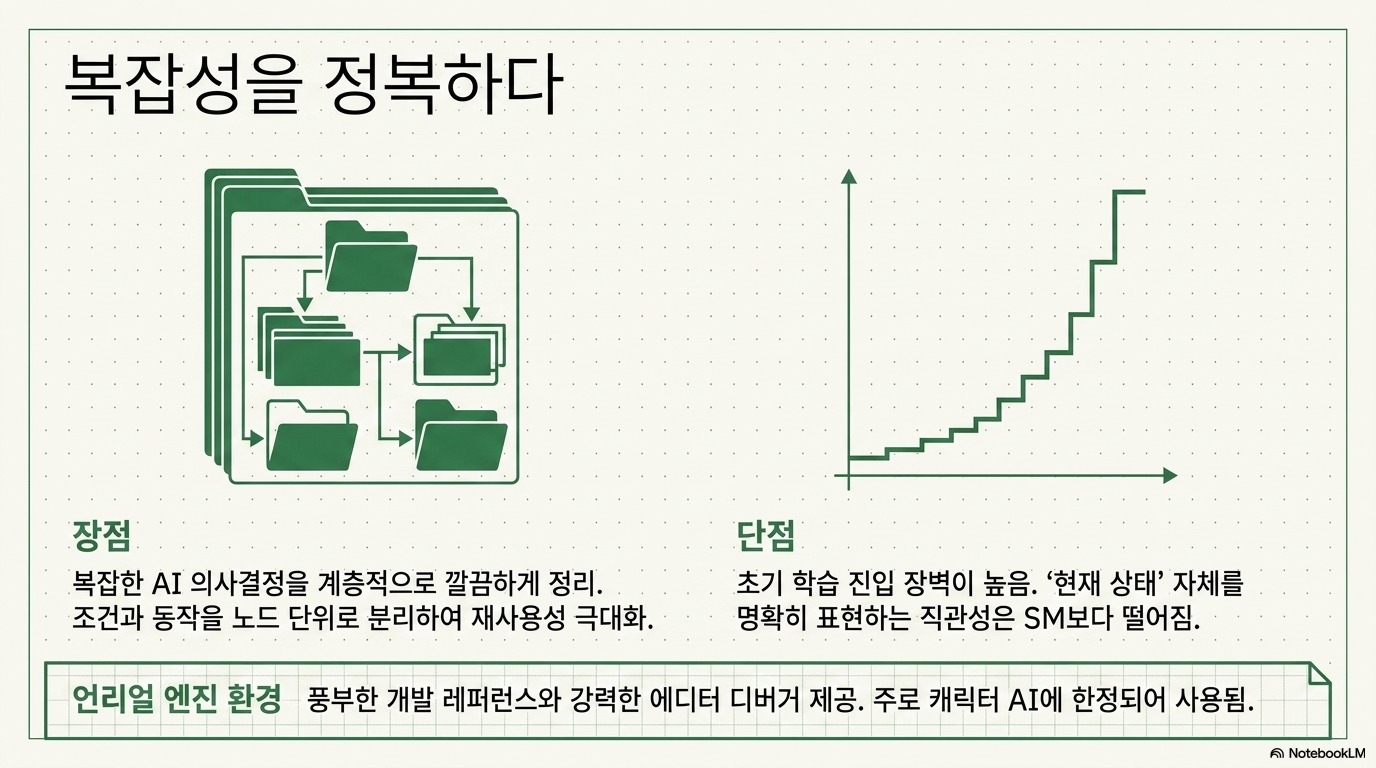 복잡성을 정복하다
장점
복잡한 AI 의사결정을 계층적으로 깔끔하게 정리.
조건과 동작을 노드 단위로 분리하여 재사용성 극대화.
단점
초기 학습 진입 장벽이 높음. ‘현재 상태’ 자체를
명확히 표현하는 직관성은 SM보다 떨어짐.
언리얼 엔진 환경 풍부한 개발 레퍼런스와 강력한 에디터 디버거 제공. 주로 캐릭터 AI에 한정되어 사용됨.
NotebookLM